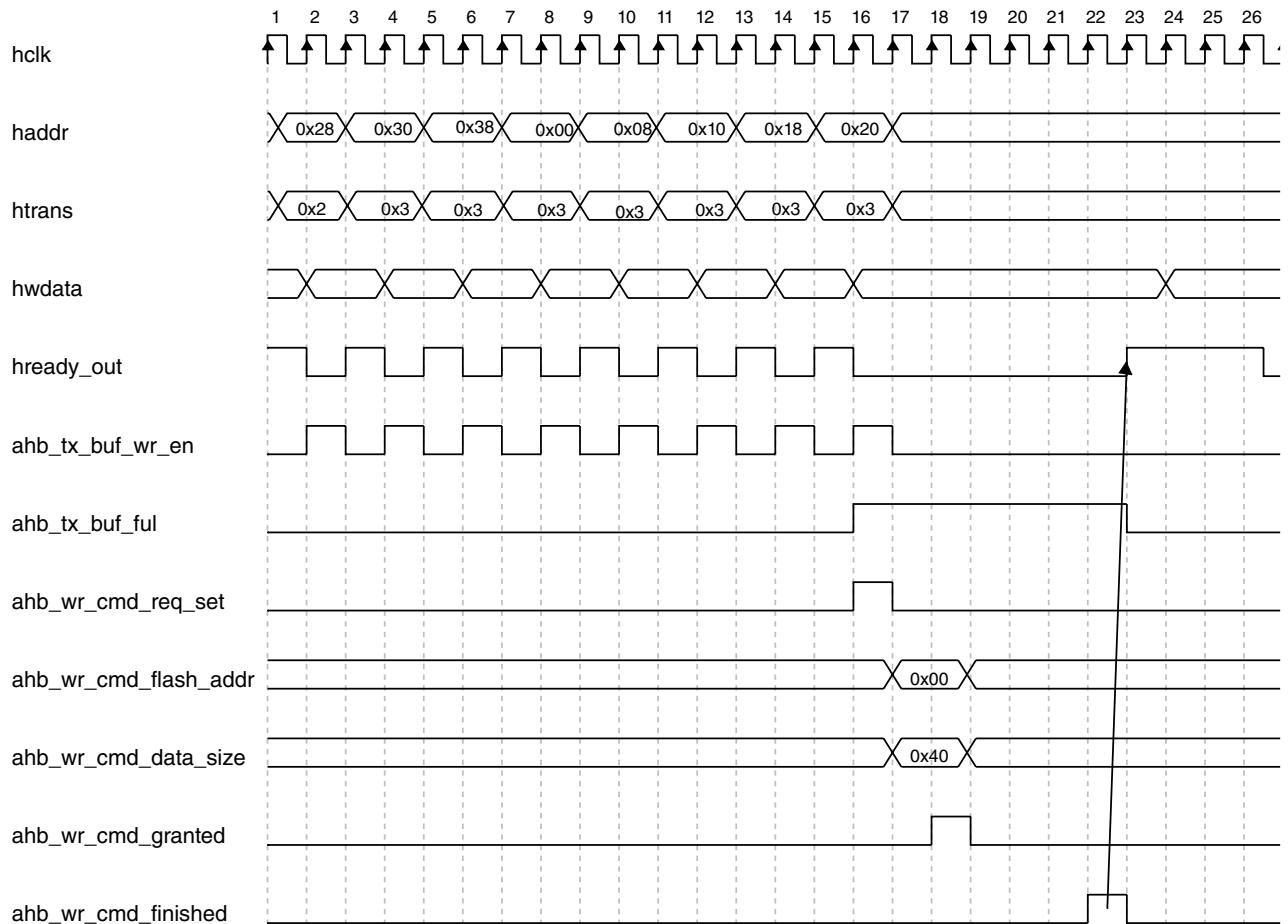 1 2 3 4 5 6 7 8 9 10 11 12 13 14 15 16 17 18 19 20 21 22 23 24 25 26
hclk
haddr 0x28 0x30 0x38 0x00 0x08 0x10 0x18 0x20
htrans 0x2 0x3 0x3 0x3 0x3 0x3 0x3 0x3
hwdata
hready_out
ahb_tx_buf_wr_en
ahb_tx_buf_ful
ahb_wr_cmd_req_set
ahb_wr_cmd_flash_addr 0x00
ahb_wr_cmd_data_size 0x40
ahb_wr_cmd_granted
ahb_wr_cmd_finished